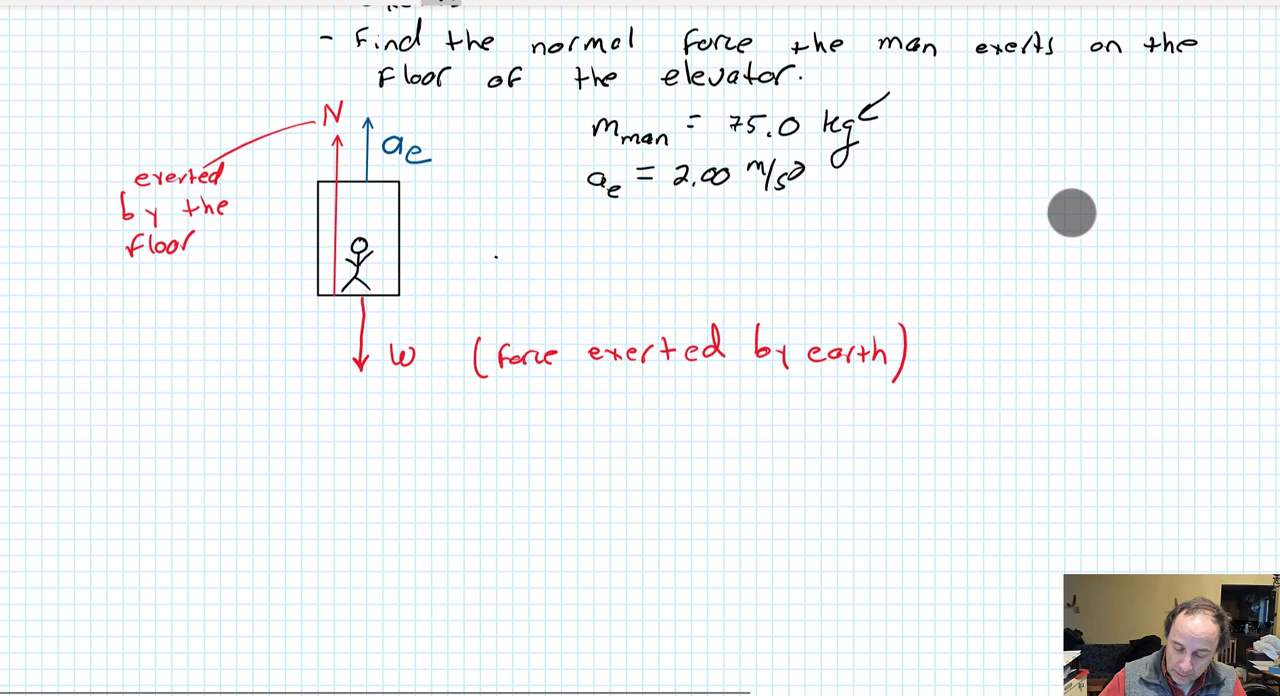 - Find the normal force the man exerts on the
floor of the elevator.
N
a_e
m_man = 75.0 kg
a_e = 2.00 m/s²
exerted
by the
floor
w (force exerted by earth)